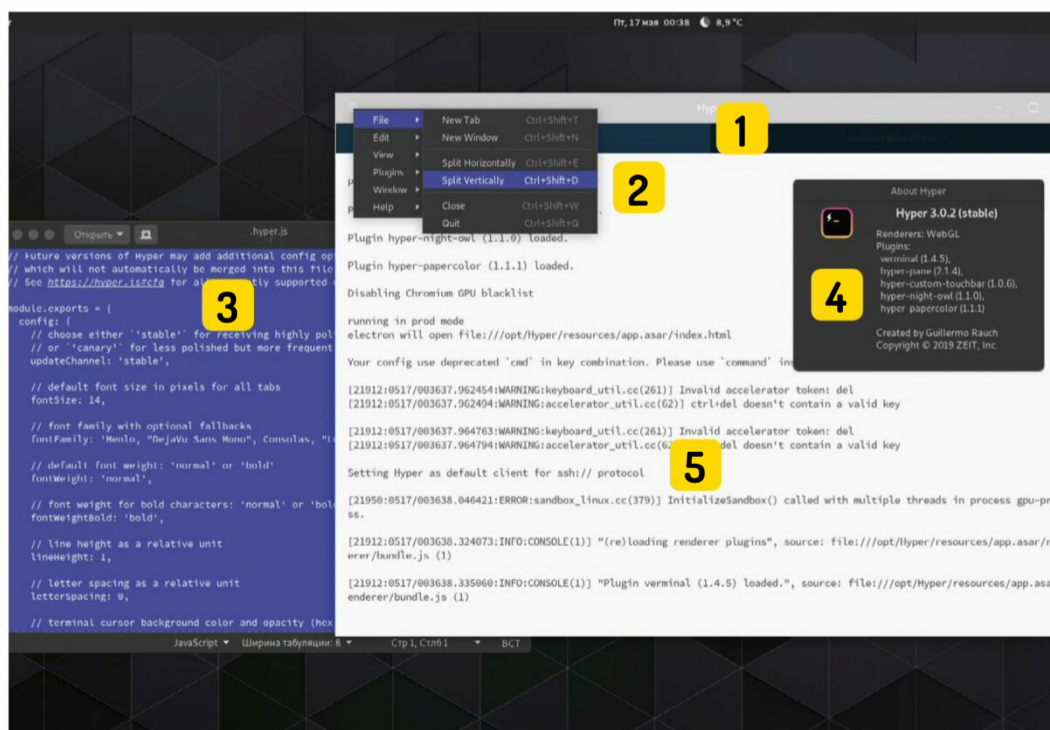 Пт, 17 мая 00:38 8,9 °C
1
File
Edit
View
Plugins
Window
Help
New Tab Ctrl+Shift+T
New Window Ctrl+Shift+N
Split Horizontally Ctrl+Shift+E
Split Vertically Ctrl+Shift+D
Close Ctrl+Shift+W
Quit Ctrl+Shift+Q
2
About Hyper
Hyper 3.0.2 (stable)
Renderers: WebGL
Plugins:
verminal (1.4.5),
hyper-pane (2.1.4),
hyper-custom-touchbar (1.0.6),
hyper-night-owl (1.1.0),
hyper-papercolor (1.1.1)
Created by Guillermo Rauch
Copyright © 2019 ZEIT, Inc.
4
Открыть
.hyper.js
// Future versions of Hyper may add additional config
// which will not automatically be merged into this file
// See https://hyper.is#cfg for supported
module.exports = {
config: {
// choose either `'stable'` for receiving highly
// or `'canary'` for less polished but more frequent
updateChannel: 'stable',
// default font size in pixels for all tabs
fontSize: 14,
// font family with optional fallbacks
fontFamily: 'Menlo, "DejaVu Sans Mono", Consolas,
// default font weight: 'normal' or 'bold'
fontWeight: 'normal',
// font weight for bold characters: 'normal' or
fontWeightBold: 'bold',
// line height as a relative unit
lineHeight: 1,
// letter spacing as a relative unit
letterSpacing: 0,
// terminal cursor background color and opacity (hex
JavaScript Ширина табуляции: 8 Стр 1, Стлб 1 ВСТ
3
Plugin hyper-night-owl (1.1.0) loaded.
Plugin hyper-papercolor (1.1.1) loaded.
Disabling Chromium GPU blacklist
running in prod mode
electron will open file:///opt/Hyper/resources/app.asar/index.html
Your config use deprecated `cmd` in key combination. Please use `command`
[21912:0517/003637.962454:WARNING:keyboard_util.cc(261)] Invalid accelerator token: del
[21912:0517/003637.962494:WARNING:accelerator_util.cc(62)] ctrl+del doesn't contain a valid key
[21912:0517/003637.964763:WARNING:keyboard_util.cc(261)] Invalid accelerator token: del
[21912:0517/003637.964794:WARNING:accelerator_util.cc(6 del doesn't contain a valid key
5
Setting Hyper as default client for ssh:// protocol
[21950:0517/003638.046421:ERROR:sandbox_linux.cc(379)] InitializeSandbox() called with multiple threads in process gpu-pr
ss.
[21912:0517/003638.324073:INFO:CONSOLE(1)] "(re)loading renderer plugins", source: file:///opt/Hyper/resources/app.asar/r
erer/bundle.js (1)
[21912:0517/003638.335060:INFO:CONSOLE(1)] "Plugin verminal (1.4.5) loaded.", source: file:///opt/Hyper/resources/app.asa
enderer/bundle.js (1)